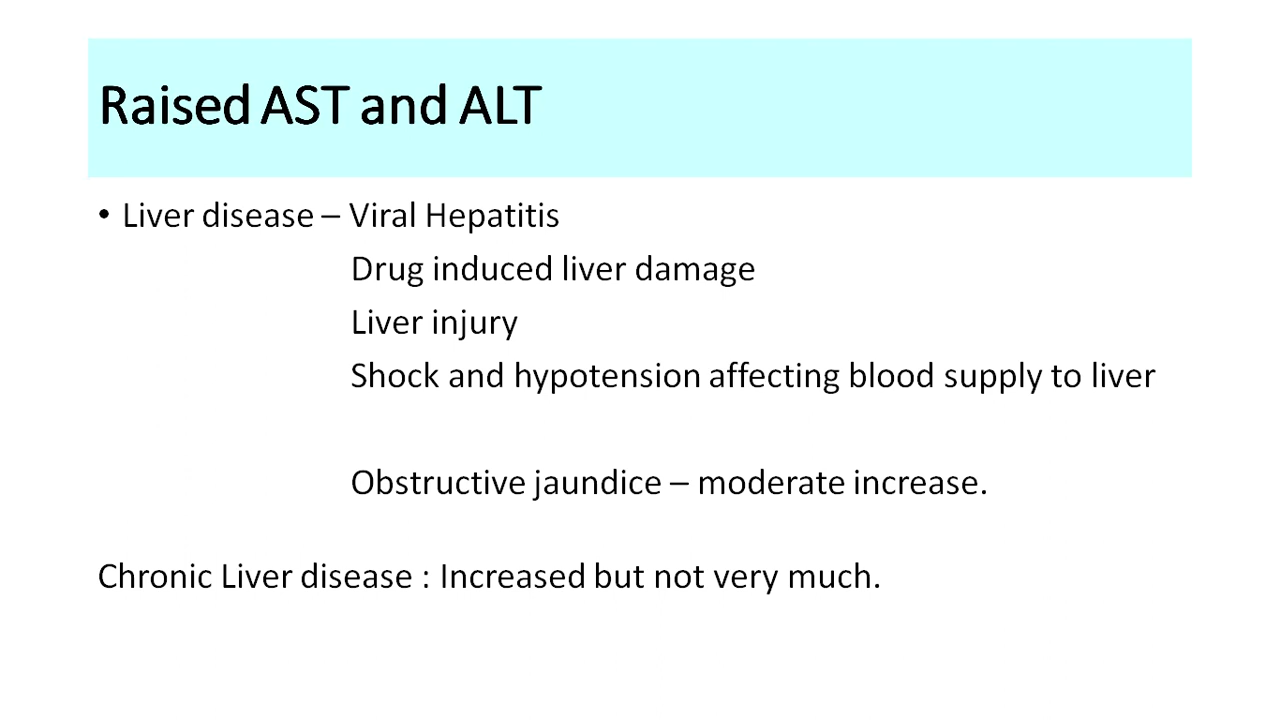 Raised AST and ALT
• Liver disease – Viral Hepatitis
Drug induced liver damage
Liver injury
Shock and hypotension affecting blood supply to liver
Obstructive jaundice – moderate increase.
Chronic Liver disease : Increased but not very much.